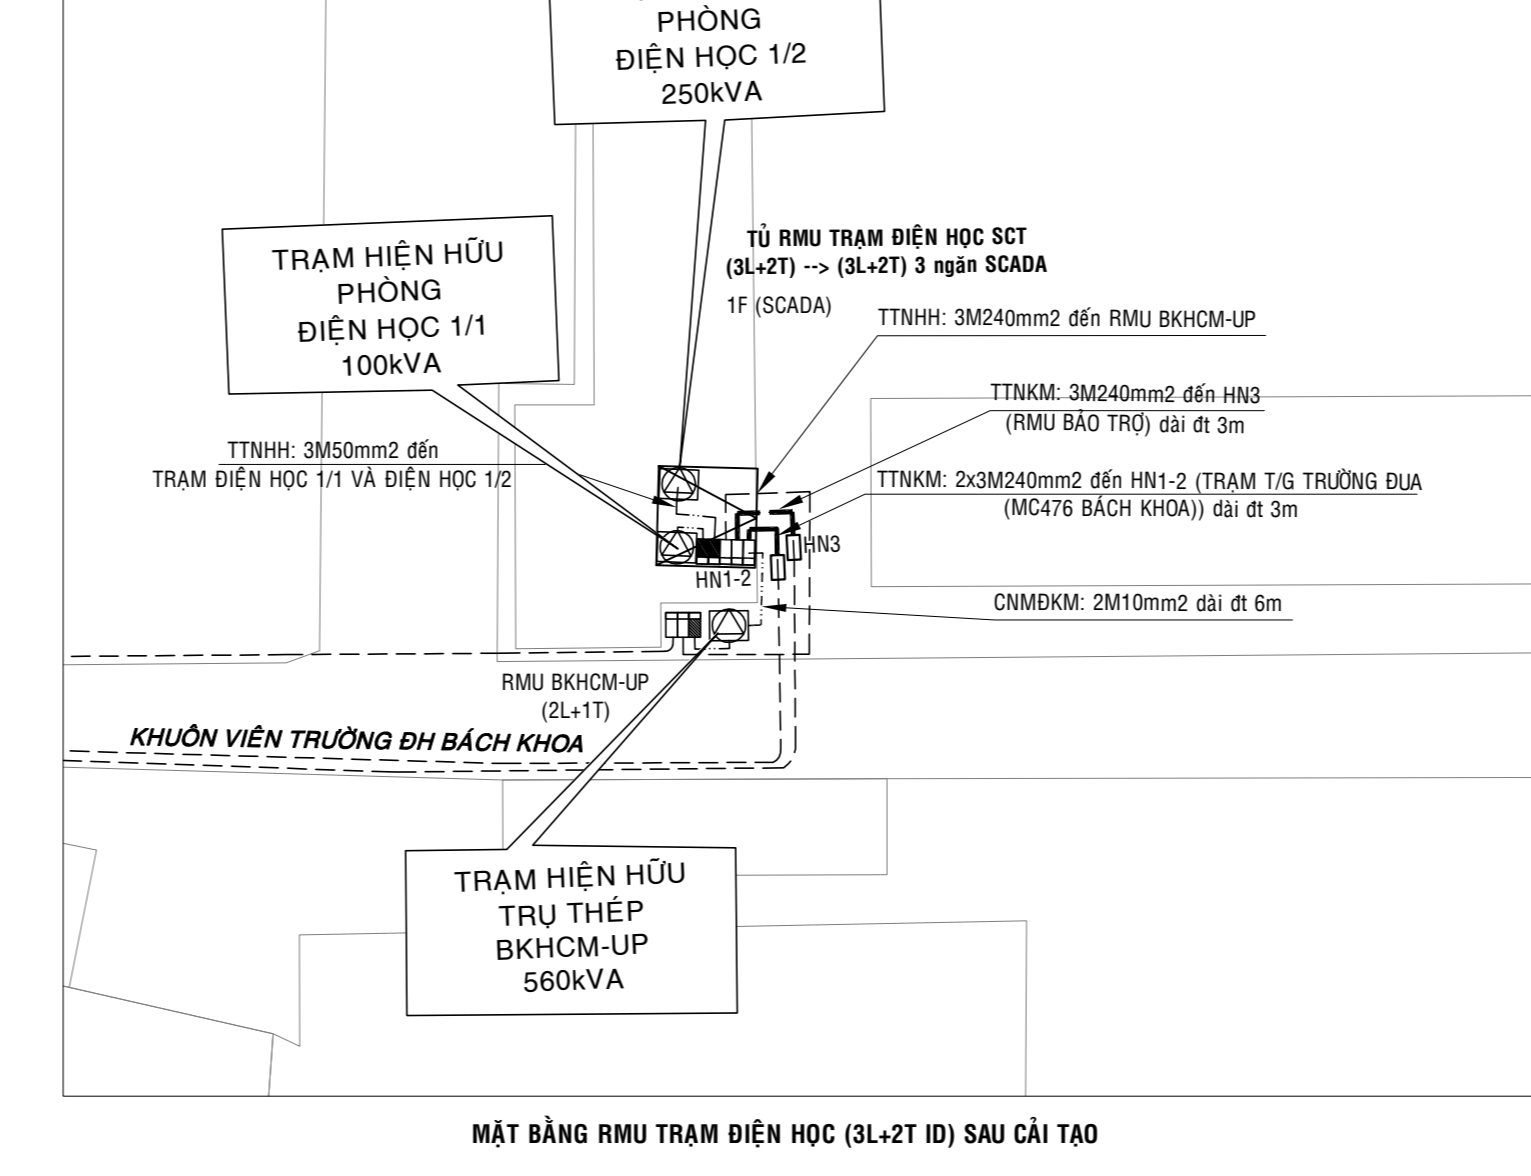 PHÒNG
ĐIỆN HỌC 1/2
250kVA
TRẠM HIỆN HỮU
PHÒNG
ĐIỆN HỌC 1/1
100kVA
TỦ RMU TRẠM ĐIỆN HỌC SCT
(3L+2T) --> (3L+2T) 3 ngăn SCADA
1F (SCADA)
TTNHH: 3M240mm2 đến RMU BKHCM-UP
TTNKM: 3M240mm2 đến HN3
(RMU BẢO TRỢ) dài đt 3m
TTNHH: 3M50mm2 đến
TRẠM ĐIỆN HỌC 1/1 VÀ ĐIỆN HỌC 1/2
TTNKM: 2x3M240mm2 đến HN1-2 (TRẠM T/G TRƯỜNG ĐUA
(MC476 BÁCH KHOA)) dài đt 3m
HN3
HN1-2
CNMĐKM: 2M10mm2 dài đt 6m
RMU BKHCM-UP
(2L+1T)
KHUÔN VIÊN TRƯỜNG ĐH BÁCH KHOA
TRẠM HIỆN HỮU
TRỤ THÉP
BKHCM-UP
560kVA
MẶT BẰNG RMU TRẠM ĐIỆN HỌC (3L+2T ID) SAU CẢI TẠO